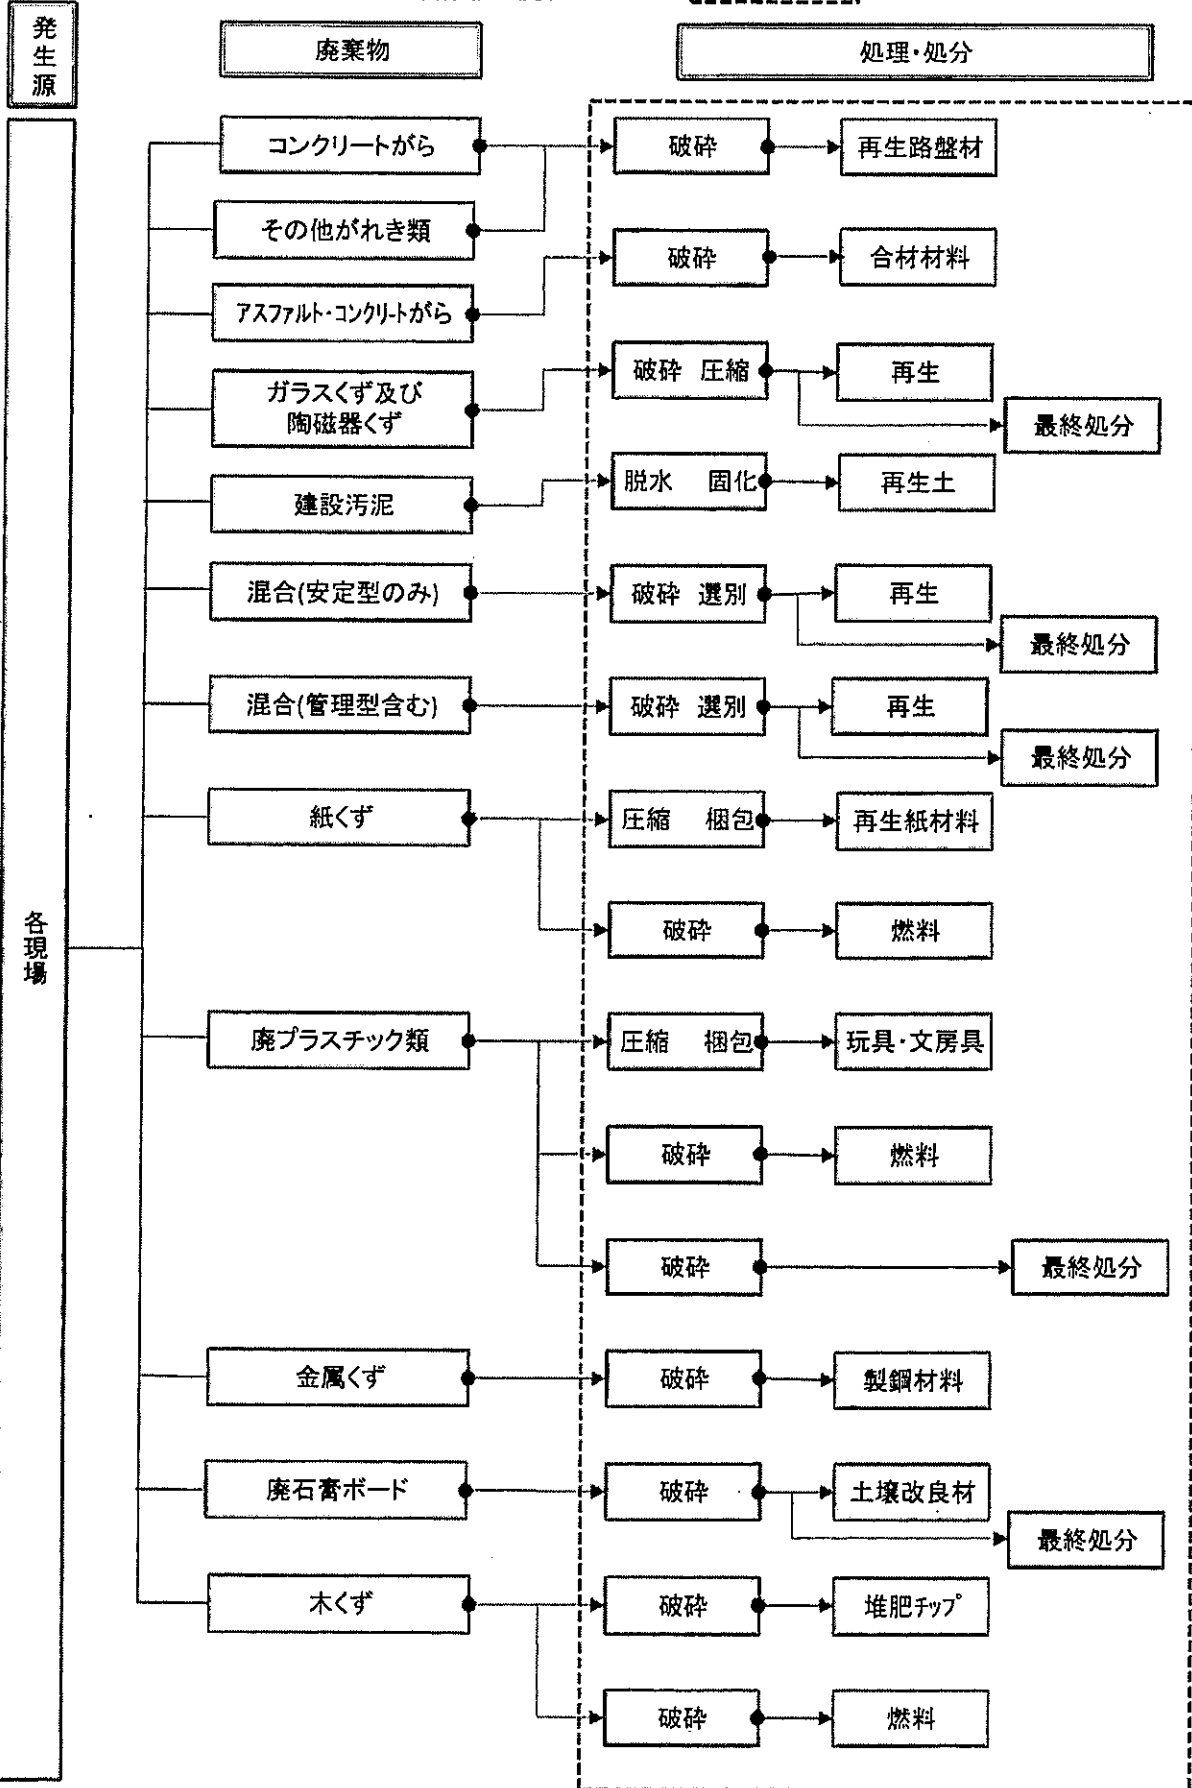 発生源
廃棄物
処理・処分
各現場
コンクリートがら
破砕
再生路盤材
その他がれき類
破砕
合材材料
アスファルト・コンクリートがら
ガラスくず及び
陶磁器くず
破砕 圧縮
再生
最終処分
建設汚泥
脱水 固化
再生土
混合(安定型のみ)
破砕 選別
再生
最終処分
混合(管理型含む)
破砕 選別
再生
最終処分
紙くず
圧縮 梱包
再生紙材料
破砕
燃料
廃プラスチック類
圧縮 梱包
玩具・文房具
破砕
燃料
破砕
最終処分
金属くず
破砕
製鋼材料
廃石膏ボード
破砕
土壌改良材
最終処分
木くず
破砕
堆肥チップ
破砕
燃料